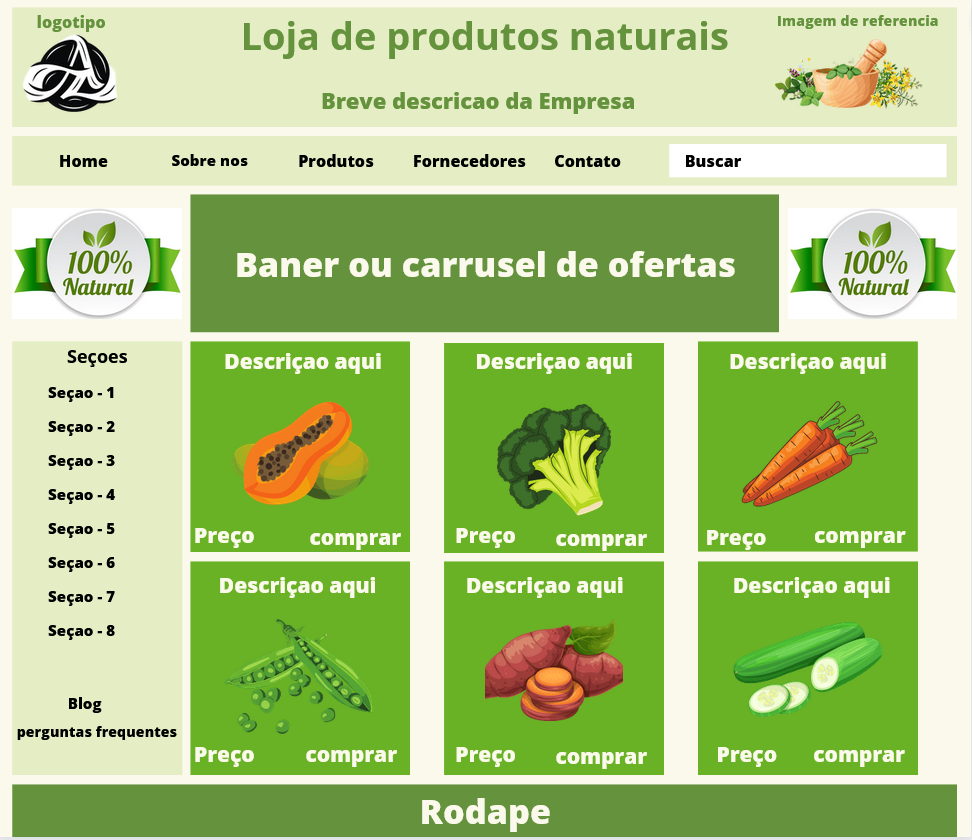 logotipo
Loja de produtos naturais
Imagem de referencia
Breve descricao da Empresa
Home
Sobre nos
Produtos
Fornecedores
Contato
Buscar
100%
Natural
Baner ou carrusel de ofertas
100%
Natural
Seçoes
Seçao - 1
Seçao - 2
Seçao - 3
Seçao - 4
Seçao - 5
Seçao - 6
Seçao - 7
Seçao - 8
Blog
perguntas frequentes
Descriçao aqui
Preço
comprar
Descriçao aqui
Preço
comprar
Descriçao aqui
Preço
comprar
Descriçao aqui
Preço
comprar
Descriçao aqui
Preço
comprar
Descriçao aqui
Preço
comprar
Rodape